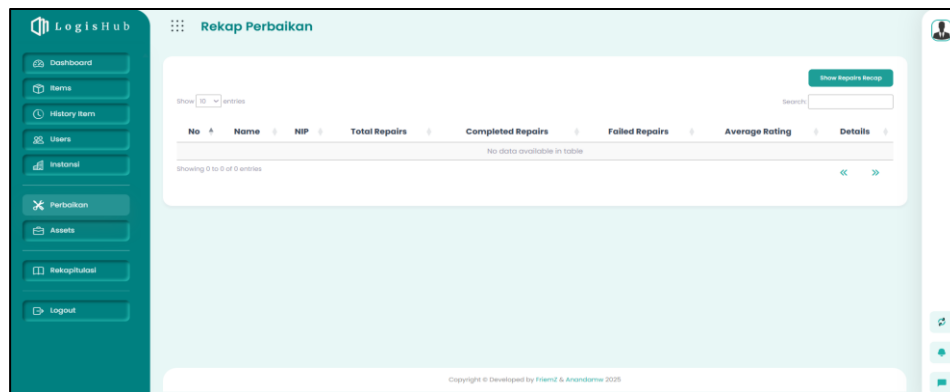 LogisHub
Rekap Perbaikan
Dashboard
Items
History Item
Users
Instansi
Perbaikan
Assets
Rekapitulasi
Logout
Show Repairs Recap
Show 10 entries
Search:
No Name NIP Total Repairs Completed Repairs Failed Repairs Average Rating Details
No data available in table
Showing 0 to 0 of 0 entries
« »
Copyright © Developed by FriemZ & Anandarnw 2025